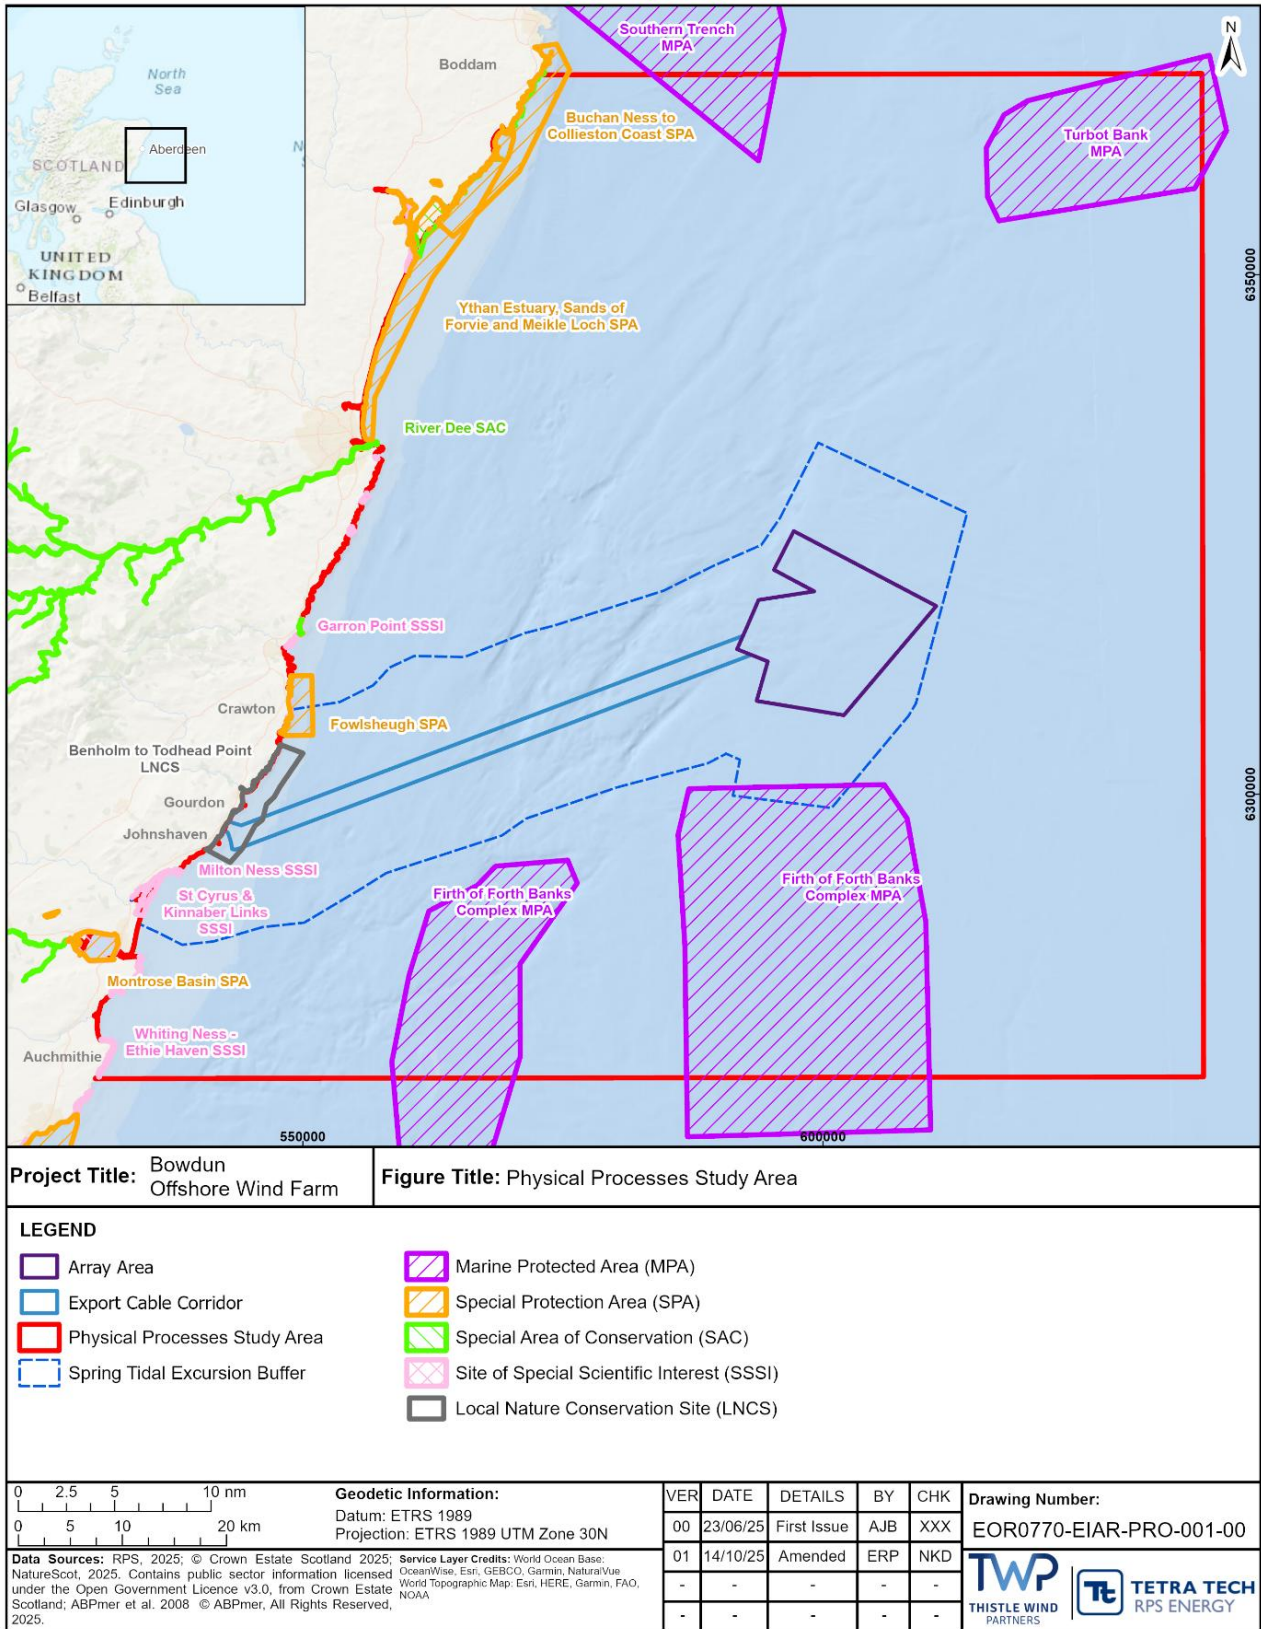 Southern Trench
MPA
N
Boddam
North
Sea
Buchan Ness to
Collieston Coast SPA
Turbot Bank
MPA
N
Aberdeen
SCOTLAND
Glasgow
Edinburgh
UNITED
KINGDOM
Belfast
6350000
Ythan Estuary, Sands of
Forvie and Meikle Loch SPA
River Dee SAC
Garron Point SSSI
Crawton
Fowlsheugh SPA
Benholm to Todhead Point
LNCS
Gourdon
6300000
Johnshaven
Milton Ness SSSI
St Cyrus &
Kinnaber Links
SSSI
Firth of Forth Banks
Complex MPA
Firth of Forth Banks
Complex MPA
Montrose Basin SPA
Whiting Ness -
Ethie Haven SSSI
Auchmithie
550000
600000
Project Title: Bowdun
Offshore Wind Farm
Figure Title: Physical Processes Study Area
LEGEND
Array Area
Export Cable Corridor
Physical Processes Study Area
Spring Tidal Excursion Buffer
Marine Protected Area (MPA)
Special Protection Area (SPA)
Special Area of Conservation (SAC)
Site of Special Scientific Interest (SSSI)
Local Nature Conservation Site (LNCS)
0 2.5 5 10 nm
0 5 10 20 km
Geodetic Information:
Datum: ETRS 1989
Projection: ETRS 1989 UTM Zone 30N
Data Sources: RPS, 2025; © Crown Estate Scotland 2025;
NatureScot, 2025. Contains public sector information licensed
under the Open Government Licence v3.0, from Crown Estate
Scotland; ABPmer et al. 2008 © ABPmer, All Rights Reserved,
2025.
Service Layer Credits: World Ocean Base:
OceanWise, Esri, GEBCO, Garmin, NaturalVue
World Topographic Map: Esri, HERE, Garmin, FAO,
NOAA
VER DATE DETAILS BY CHK
00 23/06/25 First Issue AJB XXX
01 14/10/25 Amended ERP NKD
- - - - -
- - - - -
Drawing Number:
EOR0770-EIAR-PRO-001-00
TWP
THISTLE WIND
PARTNERS
Tt
TETRA TECH
RPS ENERGY